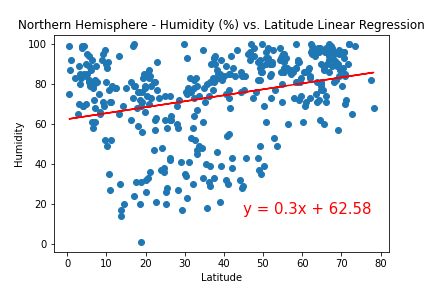 Northern Hemisphere - Humidity (%) vs. Latitude Linear Regression
100
80
60
40
20
0
Humidity
y = 0.3x + 62.58
0 10 20 30 40 50 60 70 80
Latitude